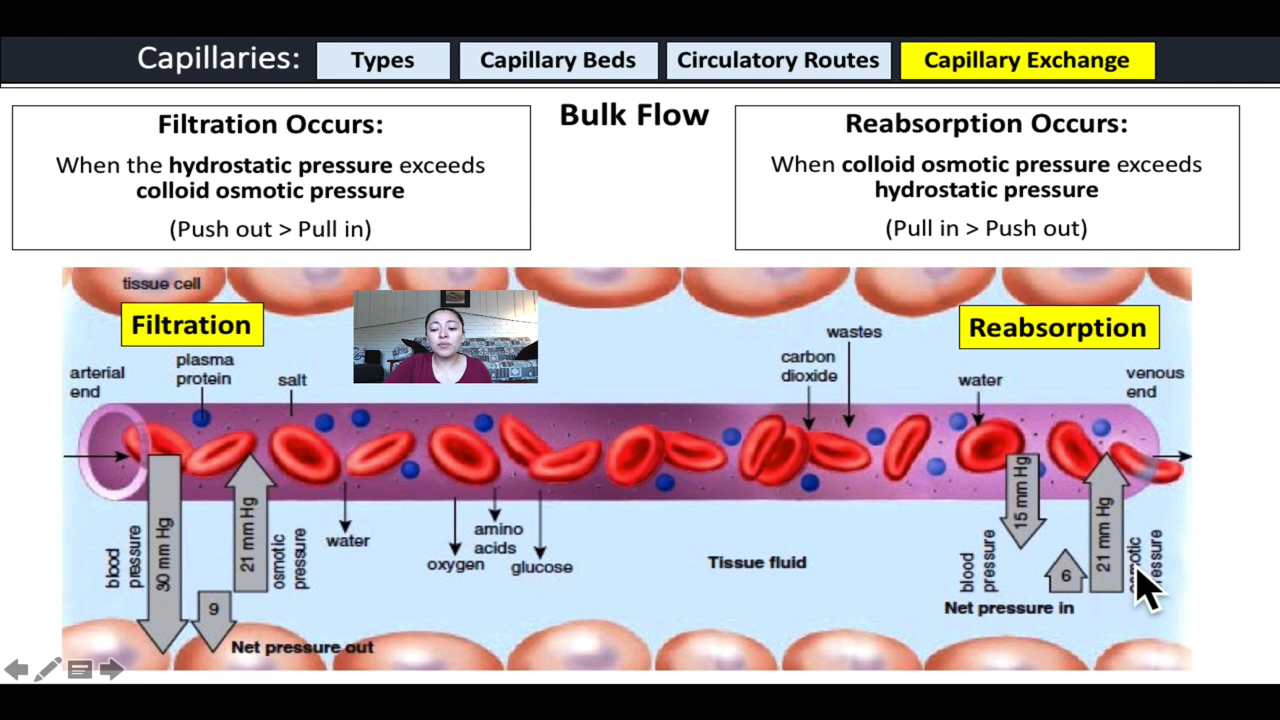 Capillaries:
Types
Capillary Beds
Circulatory Routes
Capillary Exchange
Bulk Flow
Filtration Occurs:
When the hydrostatic pressure exceeds
colloid osmotic pressure
(Push out > Pull in)
Reabsorption Occurs:
When colloid osmotic pressure exceeds
hydrostatic pressure
(Pull in > Push out)
tissue cell
Filtration
Reabsorption
arterial
end
plasma
protein
salt
wastes
carbon
dioxide
water
venous
end
blood
pressure
30 mm Hg
21 mm Hg
osmotic
pressure
9
Net pressure out
water
oxygen
amino
acids
glucose
Tissue fluid
blood
pressure
15 mm Hg
6
21 mm Hg
osmotic
pressure
Net pressure in